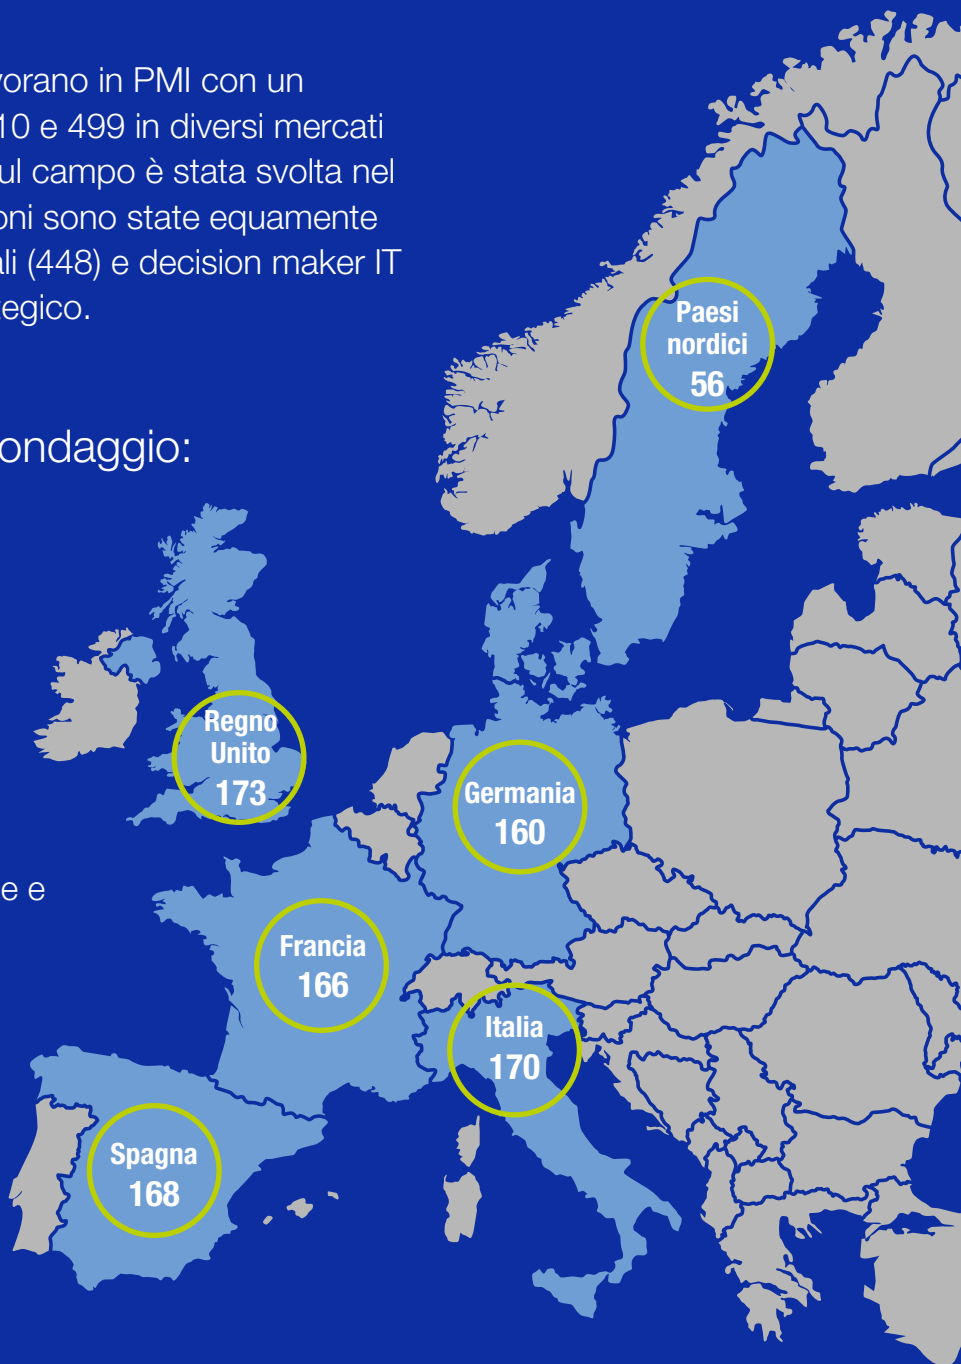 vorano in PMI con un
10 e 499 in diversi mercati
ul campo è stata svolta nel
oni sono state equamente
ali (448) e decision maker IT
tegico.
ondaggio:
Paesi
nordici
56
Regno
Unito
173
Germania
160
e e
Francia
166
Italia
170
Spagna
168